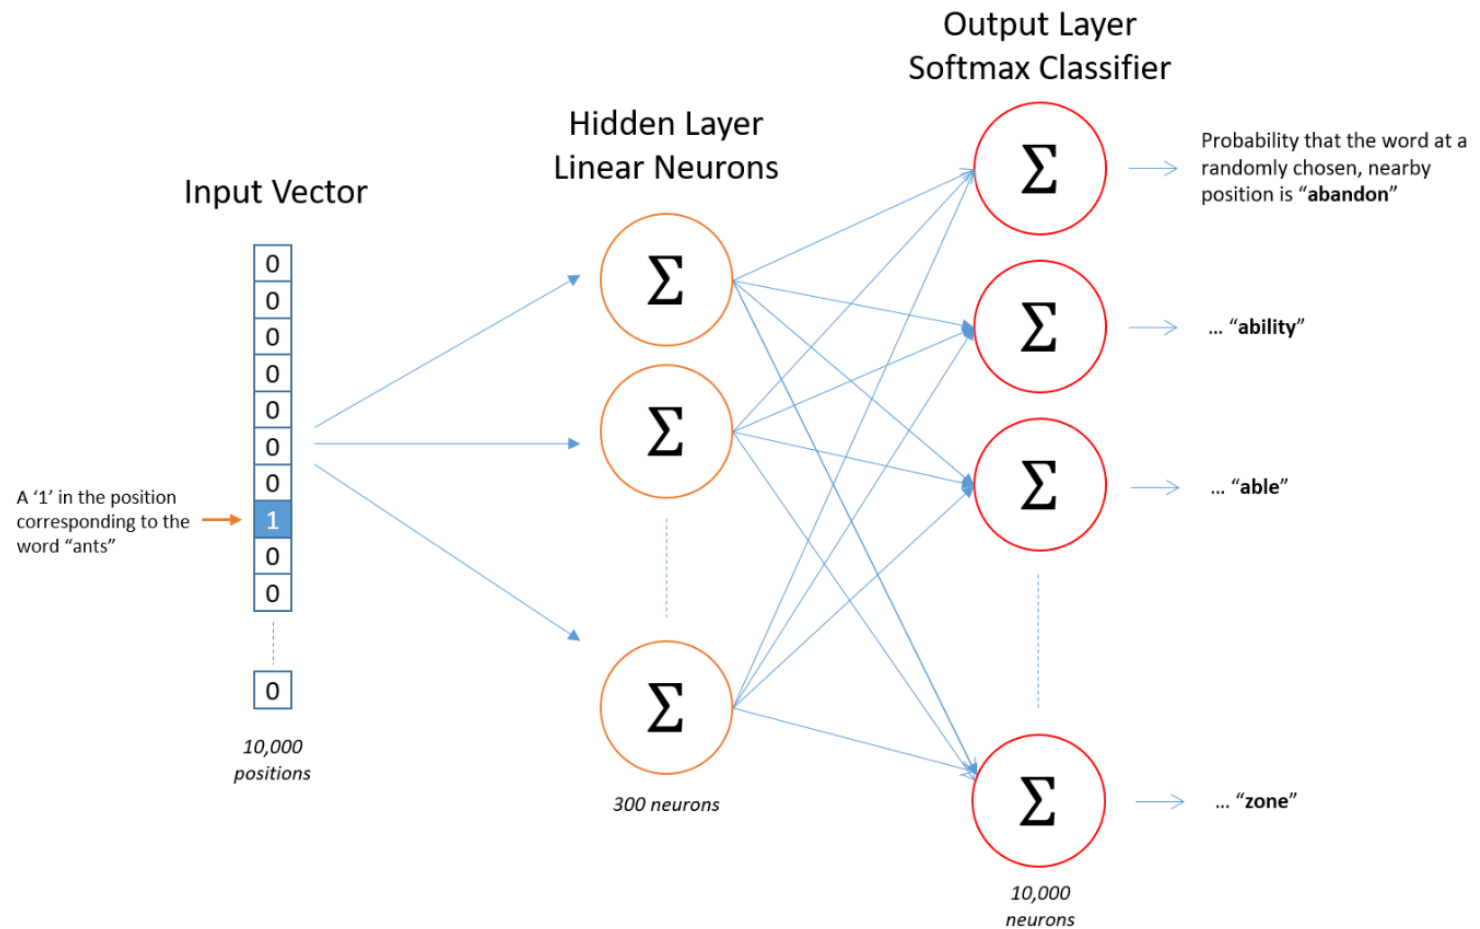 Output Layer
Softmax Classifier
Hidden Layer
Linear Neurons
Input Vector
0
0
0
0
0
0
0
1
0
0
0
A ‘1’ in the position
corresponding to the
word “ants”
10,000
positions
Σ
Σ
Σ
300 neurons
Σ
Σ
Σ
Σ
10,000
neurons
Probability that the word at a
randomly chosen, nearby
position is “abandon”
... “ability”
... “able”
... “zone”